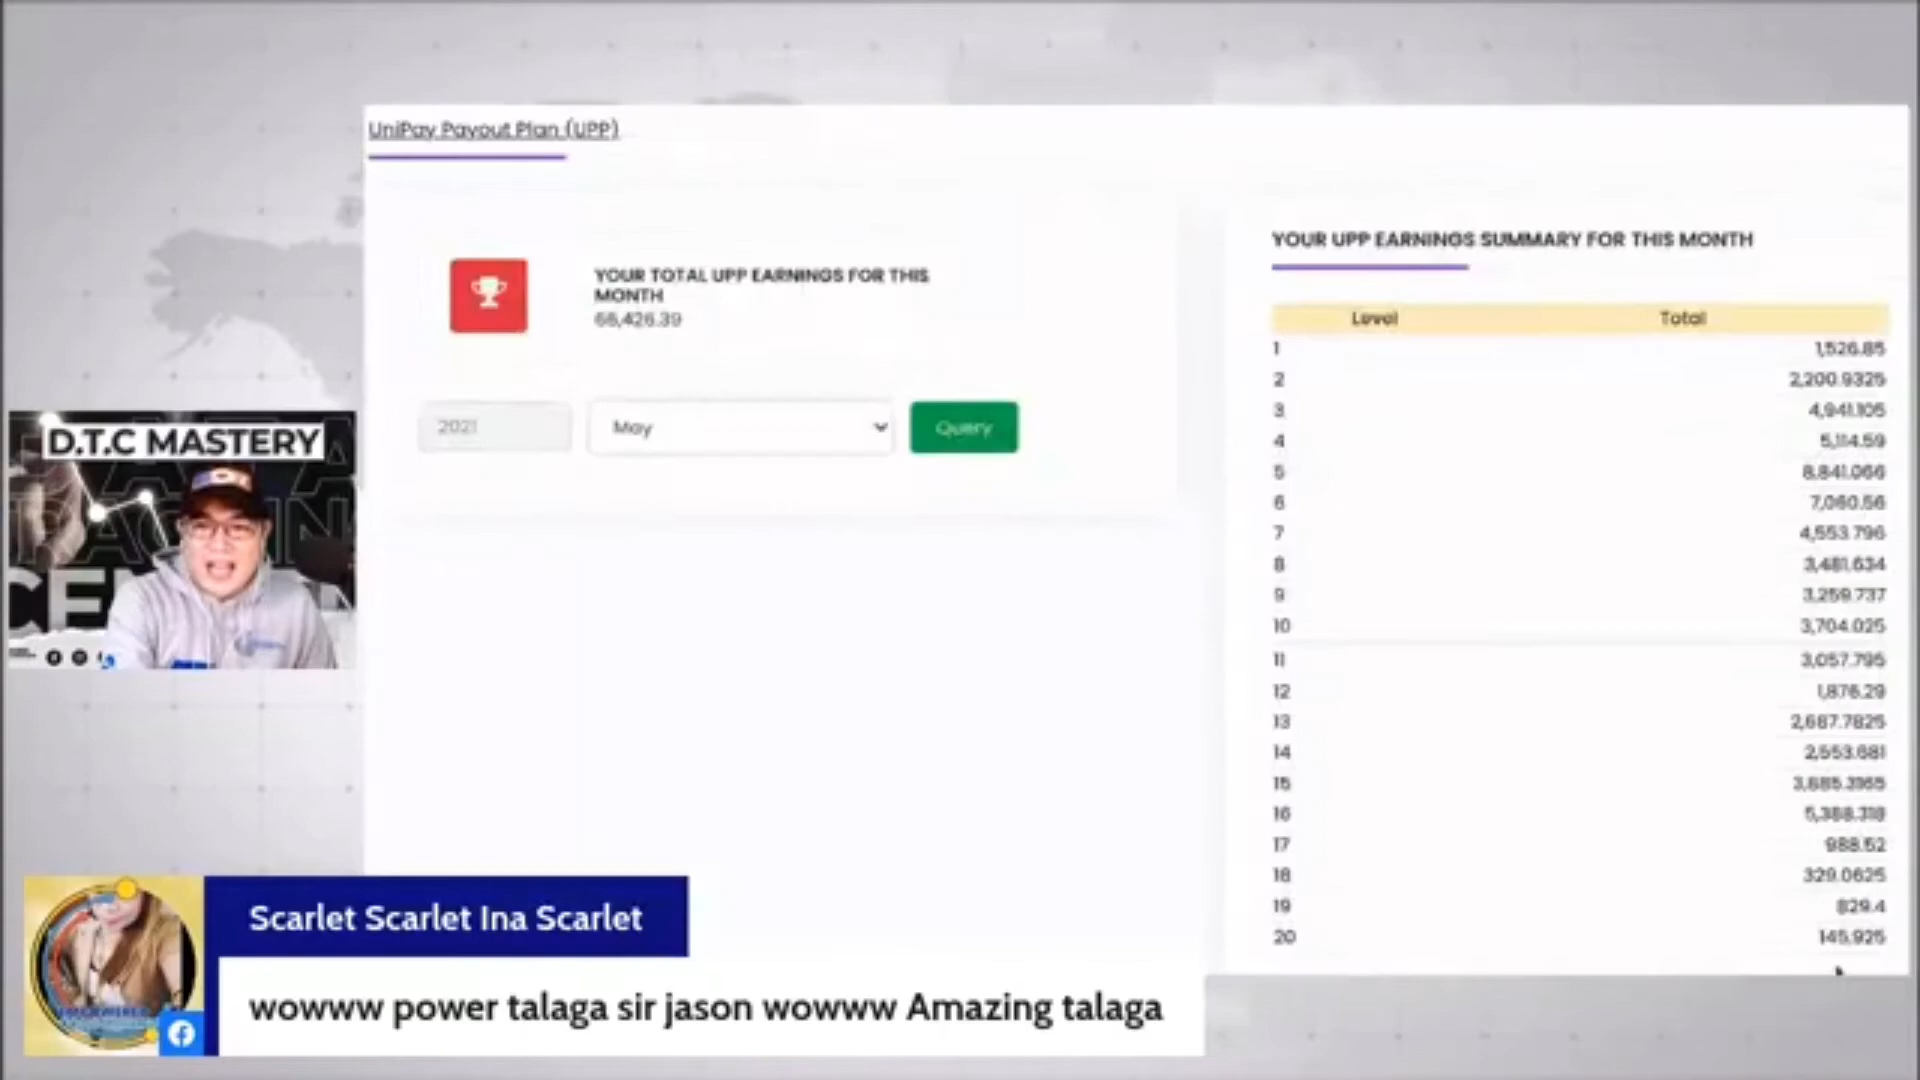 UniPay Payout Plan (UPP)
YOUR TOTAL UPP EARNINGS FOR THIS
MONTH
66,426.39
2021
May
Query
YOUR UPP EARNINGS SUMMARY FOR THIS MONTH
Level Total
1 1,526.85
2 2,200.9325
3 4,941.105
4 5,114.59
5 8,841.066
6 7,060.56
7 4,553.796
8 3,481.634
9 3,259.737
10 3,704.025
11 3,057.795
12 1,876.29
13 2,687.7825
14 2,553.681
15 3,885.3965
16 5,388.318
17 988.52
18 329.0625
19 829.4
20 145.925
D.T.C MASTERY
Scarlet Scarlet Ina Scarlet
wowww power talaga sir jason wowww Amazing talaga